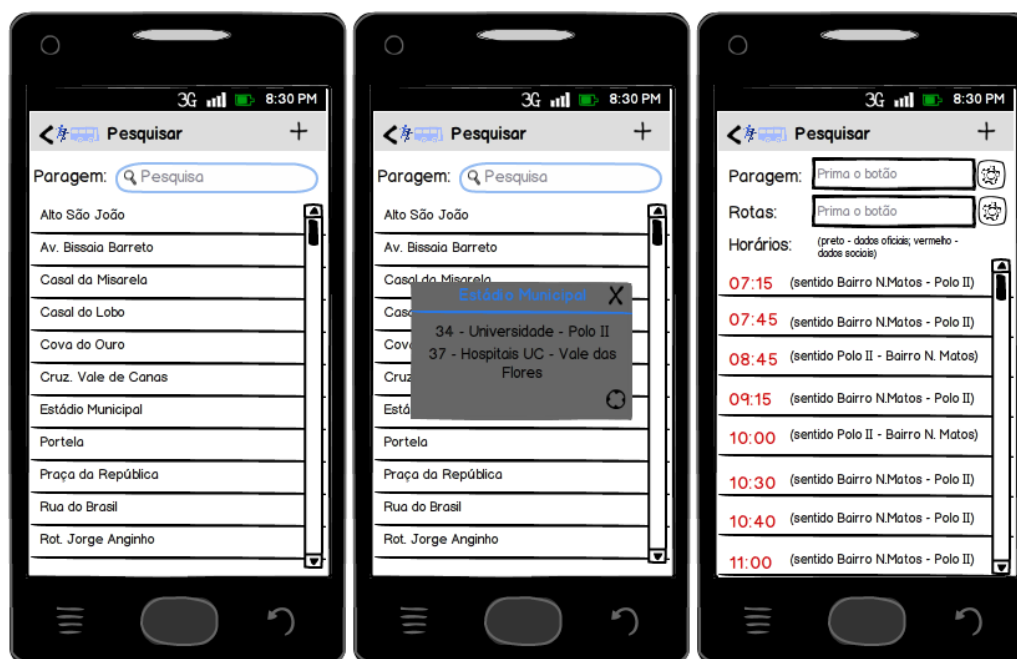 3G 8:30 PM
Pesquisar
Paragem: Pesquisa
Alto São João
Av. Bissaia Barreto
Casal da Misarela
Casal do Lobo
Cova do Ouro
Cruz. Vale de Canas
Estádio Municipal
Portela
Praça da República
Rua do Brasil
Rot. Jorge Anginho
3G 8:30 PM
Pesquisar
Paragem: Pesquisa
Alto São João
Av. Bissaia Barreto
Casal da Misarela
Estádio Municipal X
34 - Universidade - Polo II
37 - Hospitais UC - Vale das
Flores
Portela
Praça da República
Rua do Brasil
Rot. Jorge Anginho
3G 8:30 PM
Pesquisar
Paragem: Prima o botão
Rotas: Prima o botão
Horários: (preto - dados oficiais; vermelho -
dados sociais)
07:15 (sentido Bairro N.Matos - Polo II)
07:45 (sentido Bairro N.Matos - Polo II)
08:45 (sentido Polo II - Bairro N. Matos)
09:15 (sentido Bairro N.Matos - Polo II)
10:00 (sentido Polo II - Bairro N. Matos)
10:30 (sentido Bairro N.Matos - Polo II)
10:40 (sentido Bairro N.Matos - Polo II)
11:00 (sentido Bairro N.Matos - Polo II)